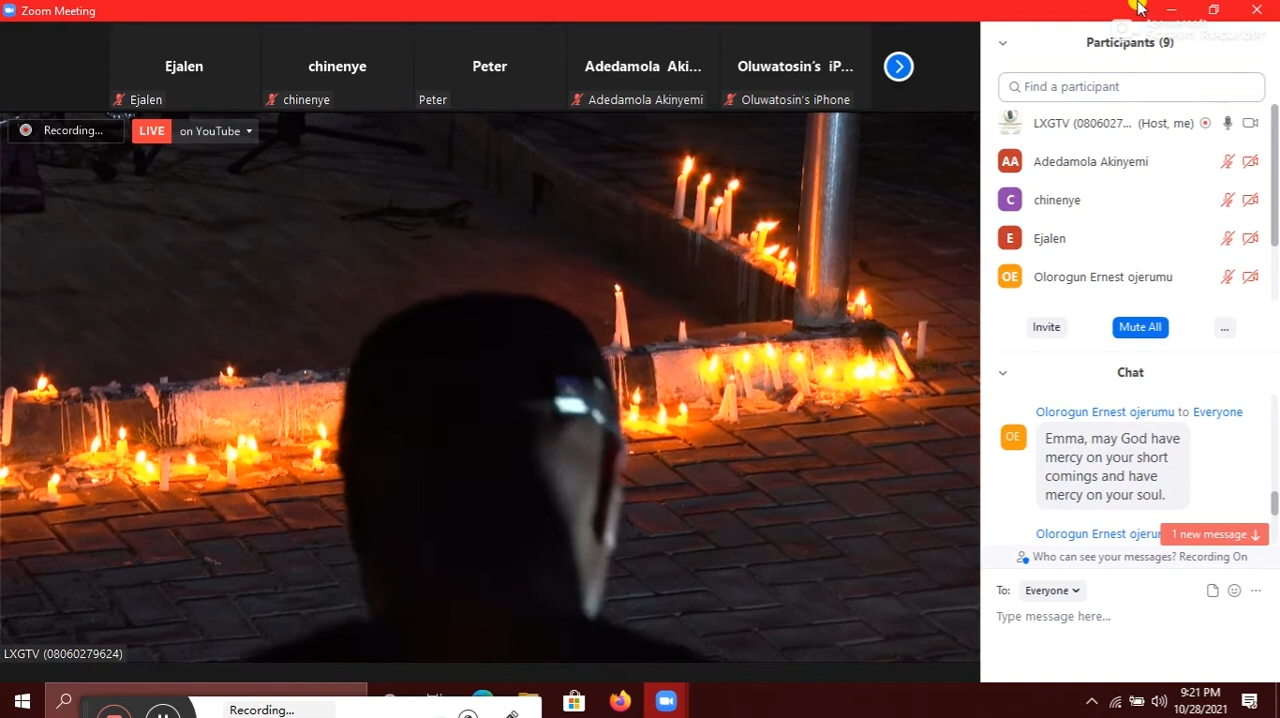 Zoom Meeting
Ejalen
chinenye
Peter
Adedamola Aki...
Oluwatosin's iP...
Ejalen
chinenye
Peter
Adedamola Akinyemi
Oluwatosin's iPhone
Recording...
LIVE on YouTube
LXGTV (08060279624)
Participants (9)
Find a participant
LXGTV (0806027... (Host, me)
AA Adedamola Akinyemi
C chinenye
E Ejalen
OE Olorogun Ernest ojerumu
Invite
Mute All
...
Chat
Olorogun Ernest ojerumu to Everyone
OE
Emma, may God have
mercy on your short
comings and have
mercy on your soul.
Olorogun Ernest ojerur
1 new message
Who can see your messages? Recording On
To: Everyone
Type message here...
Recording...
9:21 PM
10/28/2021